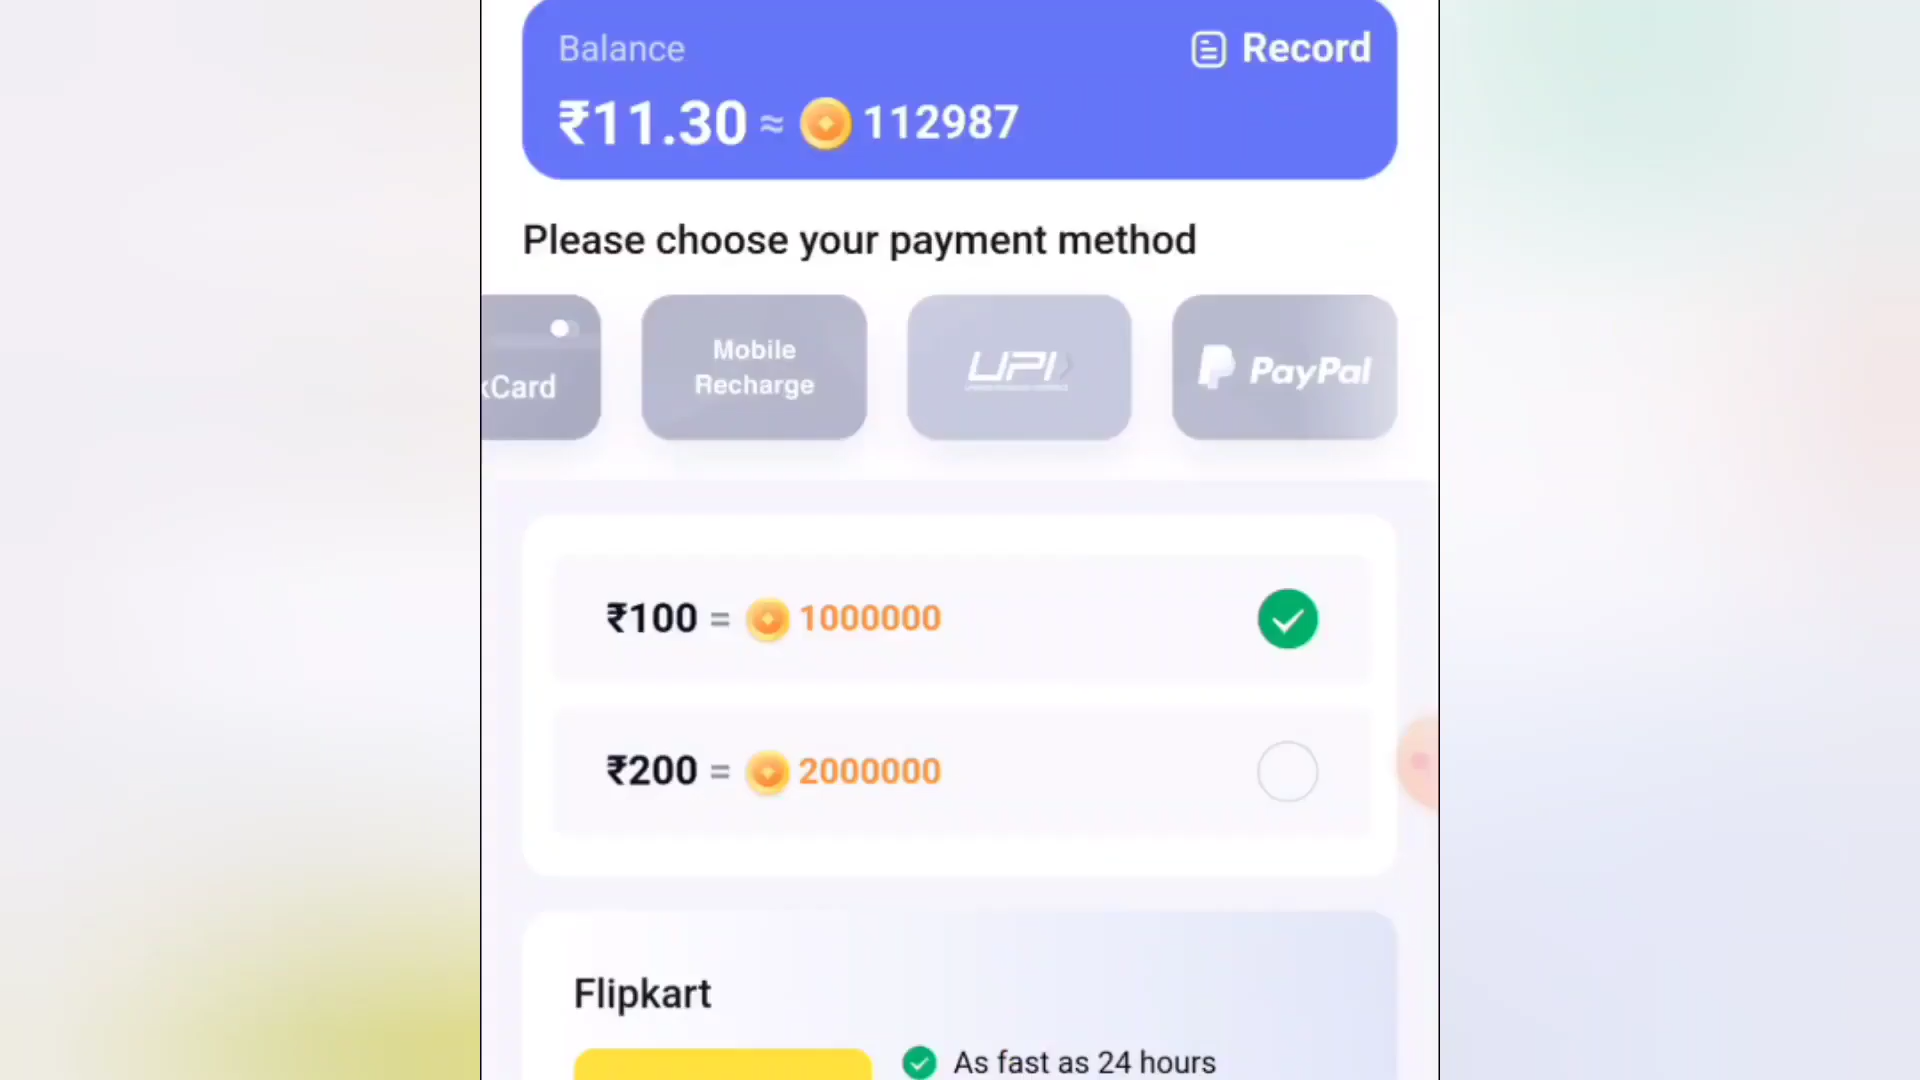 Balance
Record
₹11.30 ≈ 112987
Please choose your payment method
Card
Mobile
Recharge
UPI
PayPal
₹100 = 1000000
₹200 = 2000000
Flipkart
As fast as 24 hours